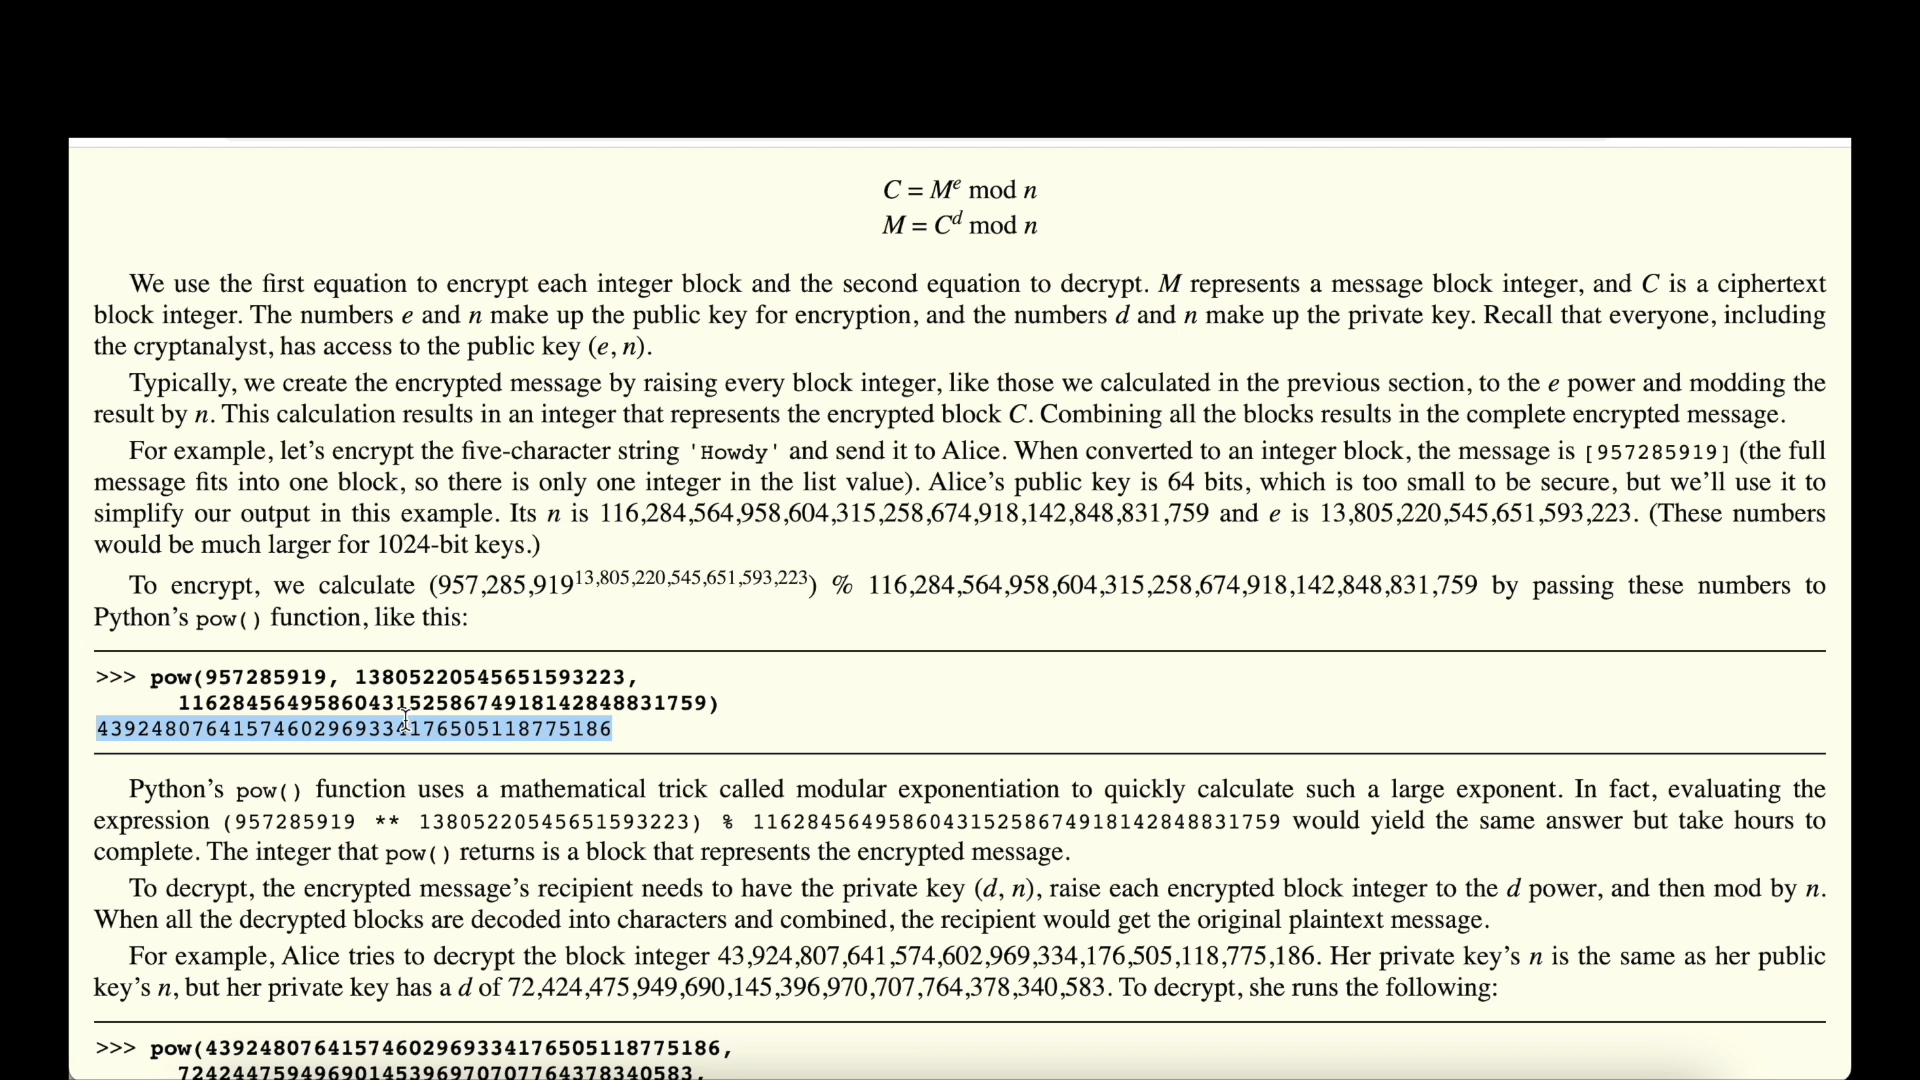 C = Mᵉ mod n
M = Cᵈ mod n
We use the first equation to encrypt each integer block and the second equation to decrypt. M represents a message block integer, and C is a ciphertext
block integer. The numbers e and n make up the public key for encryption, and the numbers d and n make up the private key. Recall that everyone, including
the cryptanalyst, has access to the public key (e, n).
Typically, we create the encrypted message by raising every block integer, like those we calculated in the previous section, to the e power and modding the
result by n. This calculation results in an integer that represents the encrypted block C. Combining all the blocks results in the complete encrypted message.
For example, let’s encrypt the five-character string 'Howdy' and send it to Alice. When converted to an integer block, the message is [957285919] (the full
message fits into one block, so there is only one integer in the list value). Alice’s public key is 64 bits, which is too small to be secure, but we’ll use it to
simplify our output in this example. Its n is 116,284,564,958,604,315,258,674,918,142,848,831,759 and e is 13,805,220,545,651,593,223. (These numbers
would be much larger for 1024-bit keys.)
To encrypt, we calculate (957,285,919^13,805,220,545,651,593,223) % 116,284,564,958,604,315,258,674,918,142,848,831,759 by passing these numbers to
Python’s pow() function, like this:
>>> pow(957285919, 13805220545651593223,
116284564958604315258674918142848831759)
43924807641574602969334176505118775186
Python’s pow() function uses a mathematical trick called modular exponentiation to quickly calculate such a large exponent. In fact, evaluating the
expression (957285919 ** 13805220545651593223) % 116284564958604315258674918142848831759 would yield the same answer but take hours to
complete. The integer that pow() returns is a block that represents the encrypted message.
To decrypt, the encrypted message’s recipient needs to have the private key (d, n), raise each encrypted block integer to the d power, and then mod by n.
When all the decrypted blocks are decoded into characters and combined, the recipient would get the original plaintext message.
For example, Alice tries to decrypt the block integer 43,924,807,641,574,602,969,334,176,505,118,775,186. Her private key’s n is the same as her public
key’s n, but her private key has a d of 72,424,475,949,690,145,396,970,707,764,378,340,583. To decrypt, she runs the following:
>>> pow(43924807641574602969334176505118775186,
72424475949690145396970707764378340583,